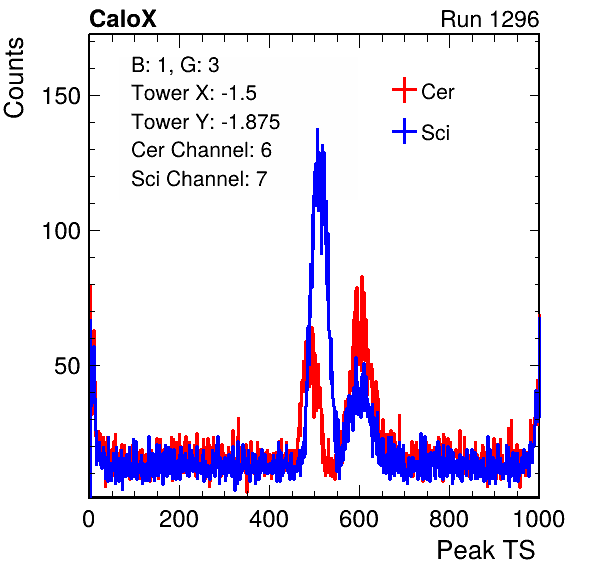 CaloX Run 1296
Counts
B: 1, G: 3
Tower X: -1.5
Tower Y: -1.875
Cer Channel: 6
Sci Channel: 7
Cer
Sci
150
100
50
0 200 400 600 800 1000
Peak TS